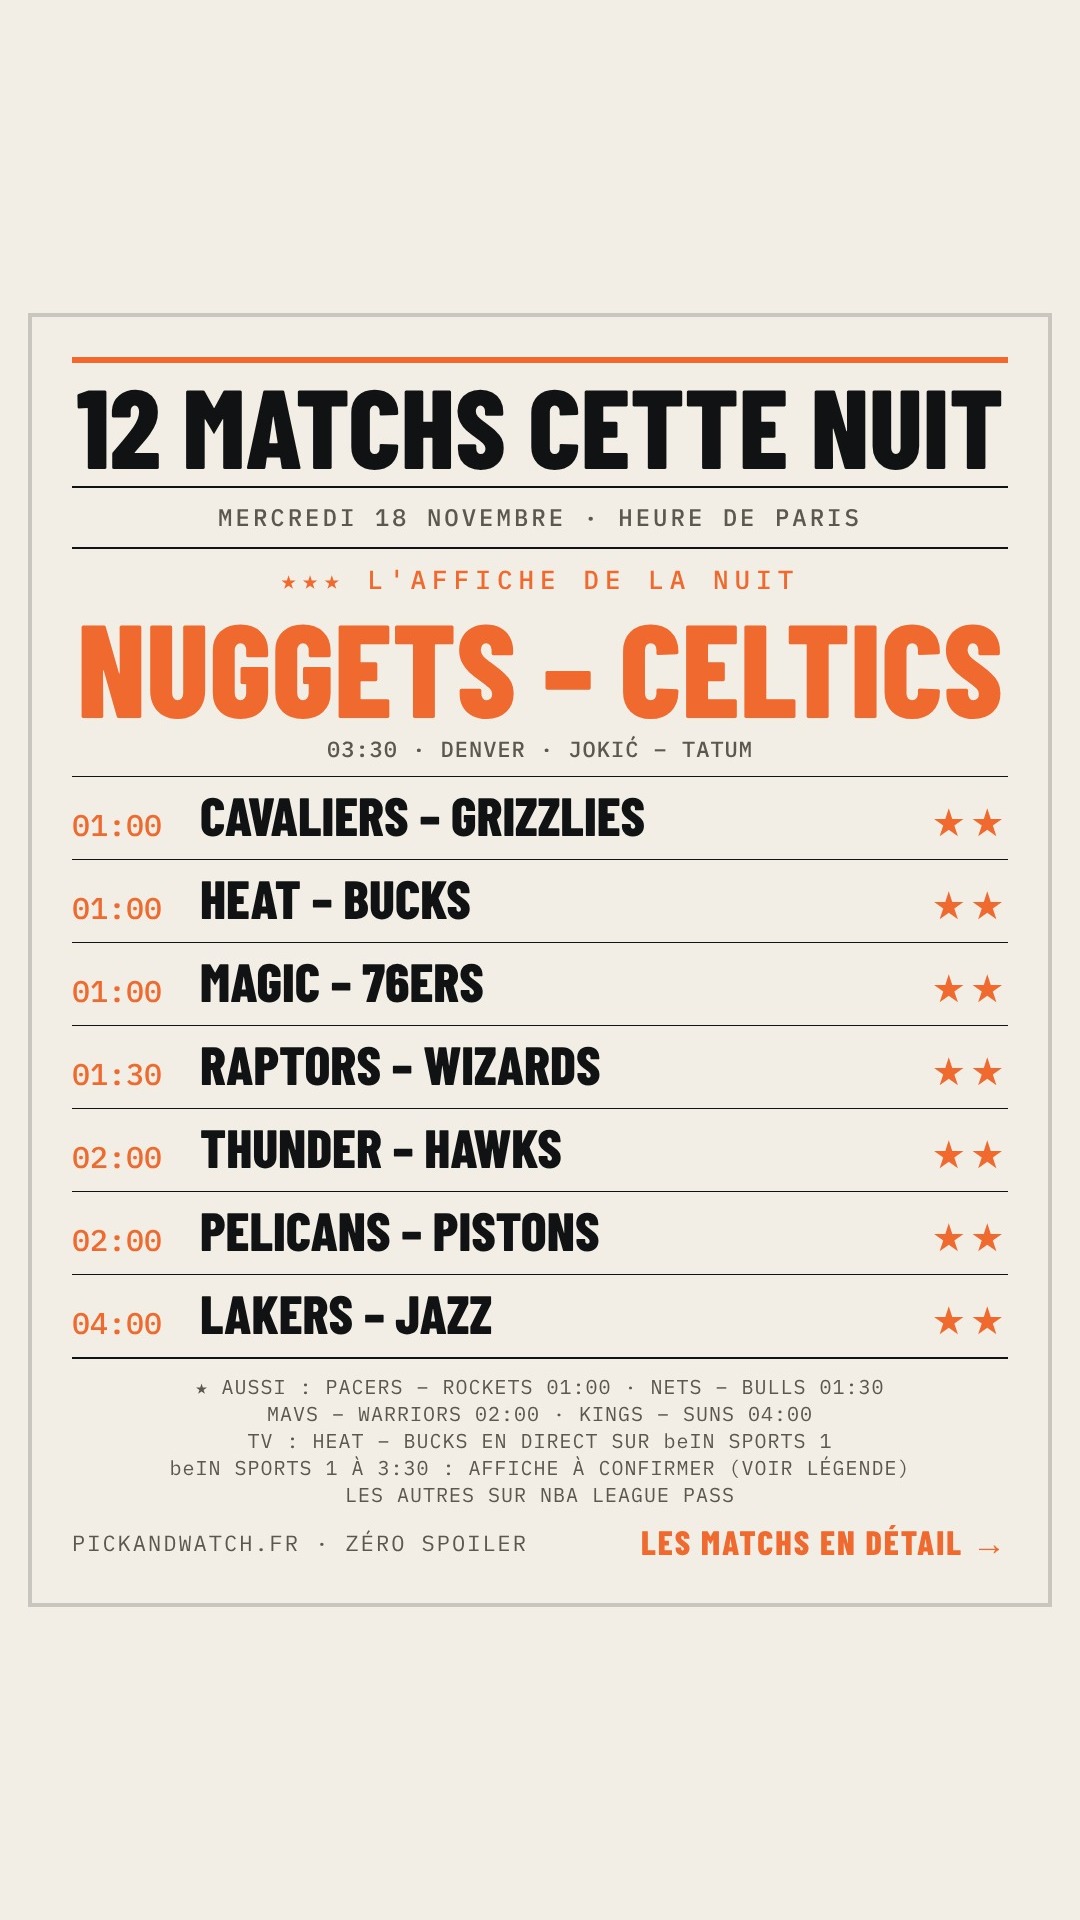 12 MATCHS CETTE NUIT
MERCREDI 18 NOVEMBRE · HEURE DE PARIS
★★★ L'AFFICHE DE LA NUIT
NUGGETS – CELTICS
03:30 · DENVER · JOKIĆ – TATUM
01:00 CAVALIERS – GRIZZLIES ★★
01:00 HEAT – BUCKS ★★
01:00 MAGIC – 76ERS ★★
01:30 RAPTORS – WIZARDS ★★
02:00 THUNDER – HAWKS ★★
02:00 PELICANS – PISTONS ★★
04:00 LAKERS – JAZZ ★★
★ AUSSI : PACERS – ROCKETS 01:00 · NETS – BULLS 01:30
MAVS – WARRIORS 02:00 · KINGS – SUNS 04:00
TV : HEAT – BUCKS EN DIRECT SUR beIN SPORTS 1
beIN SPORTS 1 À 3:30 : AFFICHE À CONFIRMER (VOIR LÉGENDE)
LES AUTRES SUR NBA LEAGUE PASS
PICKANDWATCH.FR · ZÉRO SPOILER LES MATCHS EN DÉTAIL →